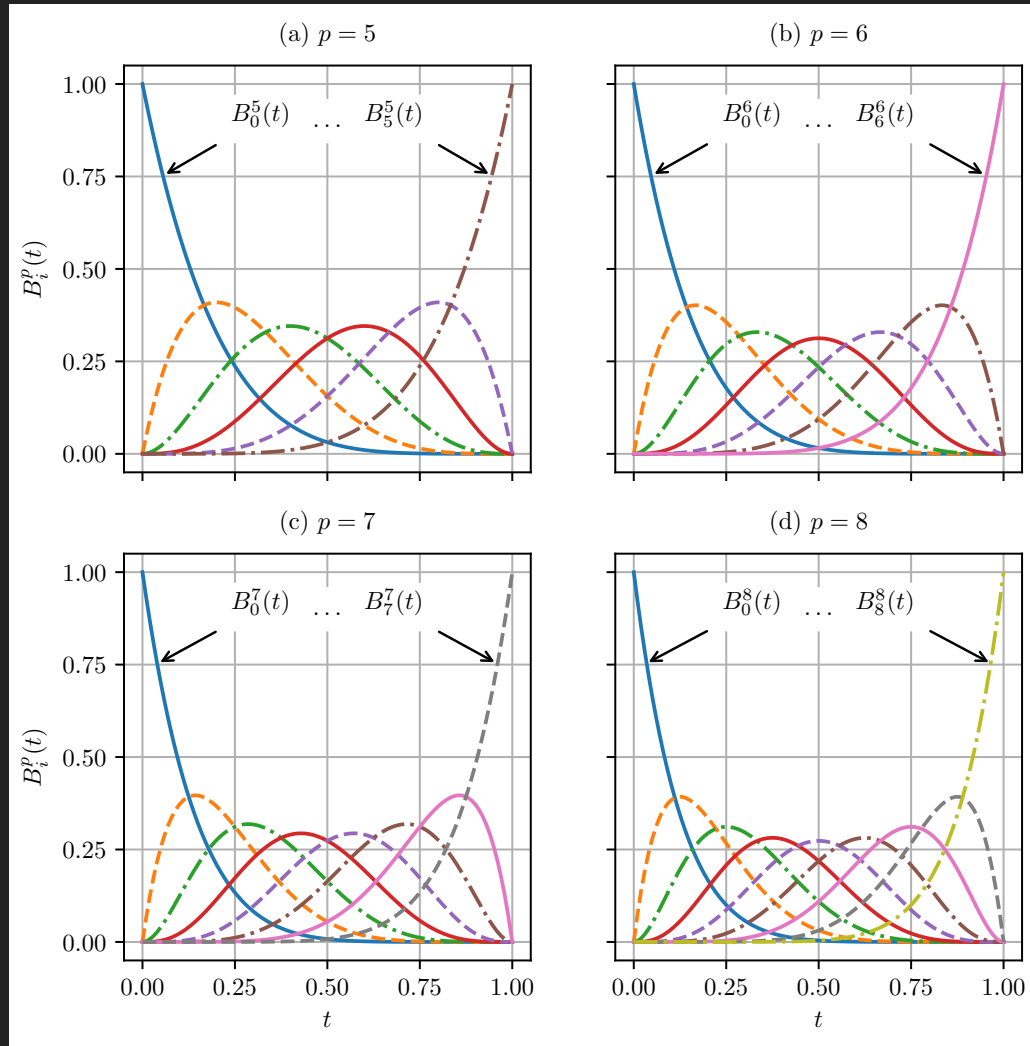 (a) p = 5
(b) p = 6
1.00
0.75
0.50
0.25
0.00
B_i^p(t)
B_0^5(t) ... B_5^5(t)
B_0^6(t) ... B_6^6(t)
(c) p = 7
(d) p = 8
1.00
0.75
0.50
0.25
0.00
B_i^p(t)
B_0^7(t) ... B_7^7(t)
B_0^8(t) ... B_8^8(t)
0.00 0.25 0.50 0.75 1.00
0.00 0.25 0.50 0.75 1.00
t
t